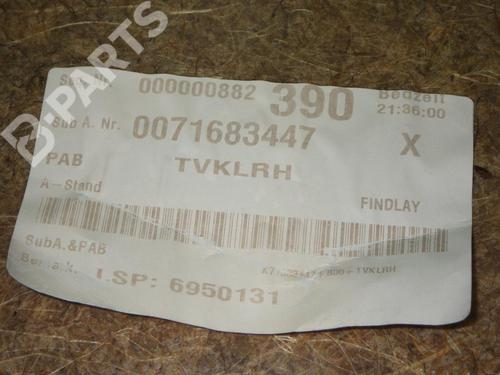 B-PARTS
000000882 390 Bedzeit
21:36:00
Sub A. Nr. 0071683447 X
PAB TVKLRH
A-Stand FINDLAY
SubA.&PAB
LSP: 6950131